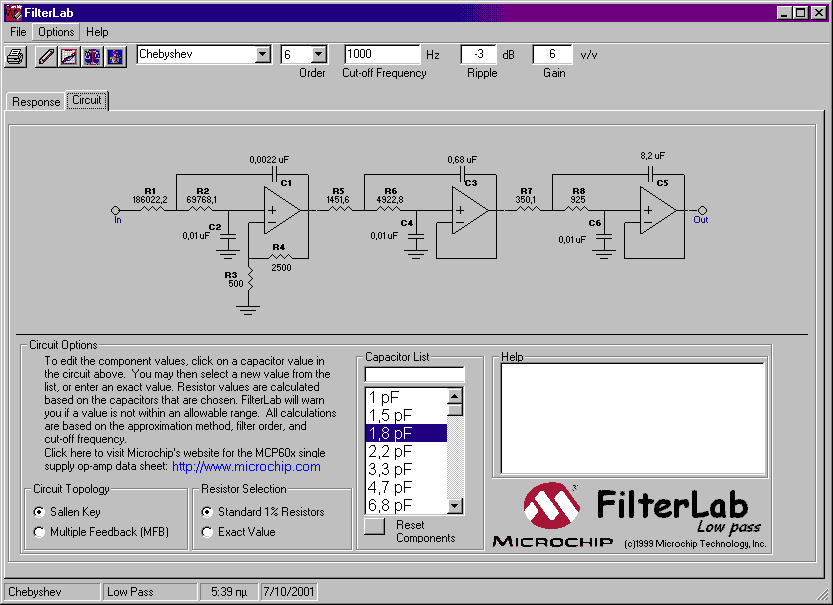 FilterLab
File Options Help
Chebyshev 6 1000 Hz -3 dB 6 v/v
Order Cut-off Frequency Ripple Gain
Response Circuit
0,0022 uF 0,68 uF 8,2 uF
C1 C3 C5
R1 R2 R5 R6 R7 R8
186022,2 69768,1 1451,6 4922,8 350,1 925
In Out
C2 C4 C6
0,01uF 0,01uF 0,01uF
R4
2500
R3
500
Circuit Options
To edit the component values, click on a capacitor value in
the circuit above. You may then select a new value from the
list, or enter an exact value. Resistor values are calculated
based on the capacitors that are chosen. FilterLab will warn
you if a value is not within an allowable range. All calculations
are based on the approximation method, filter order, and
cut-off frequency.
Click here to visit Microchip's website for the MCP60x single
supply op-amp data sheet: http://www.microchip.com
Circuit Topology
Sallen Key
Multiple Feedback (MFB)
Resistor Selection
Standard 1% Resistors
Exact Value
Capacitor List
1 pF
1,5 pF
1,8 pF
2,2 pF
3,3 pF
4,7 pF
6,8 pF
Reset
Components
Help
FilterLab
Low pass
MICROCHIP (c)1999 Microchip Technology, Inc.
Chebyshev Low Pass 5:39 πμ 7/10/2001